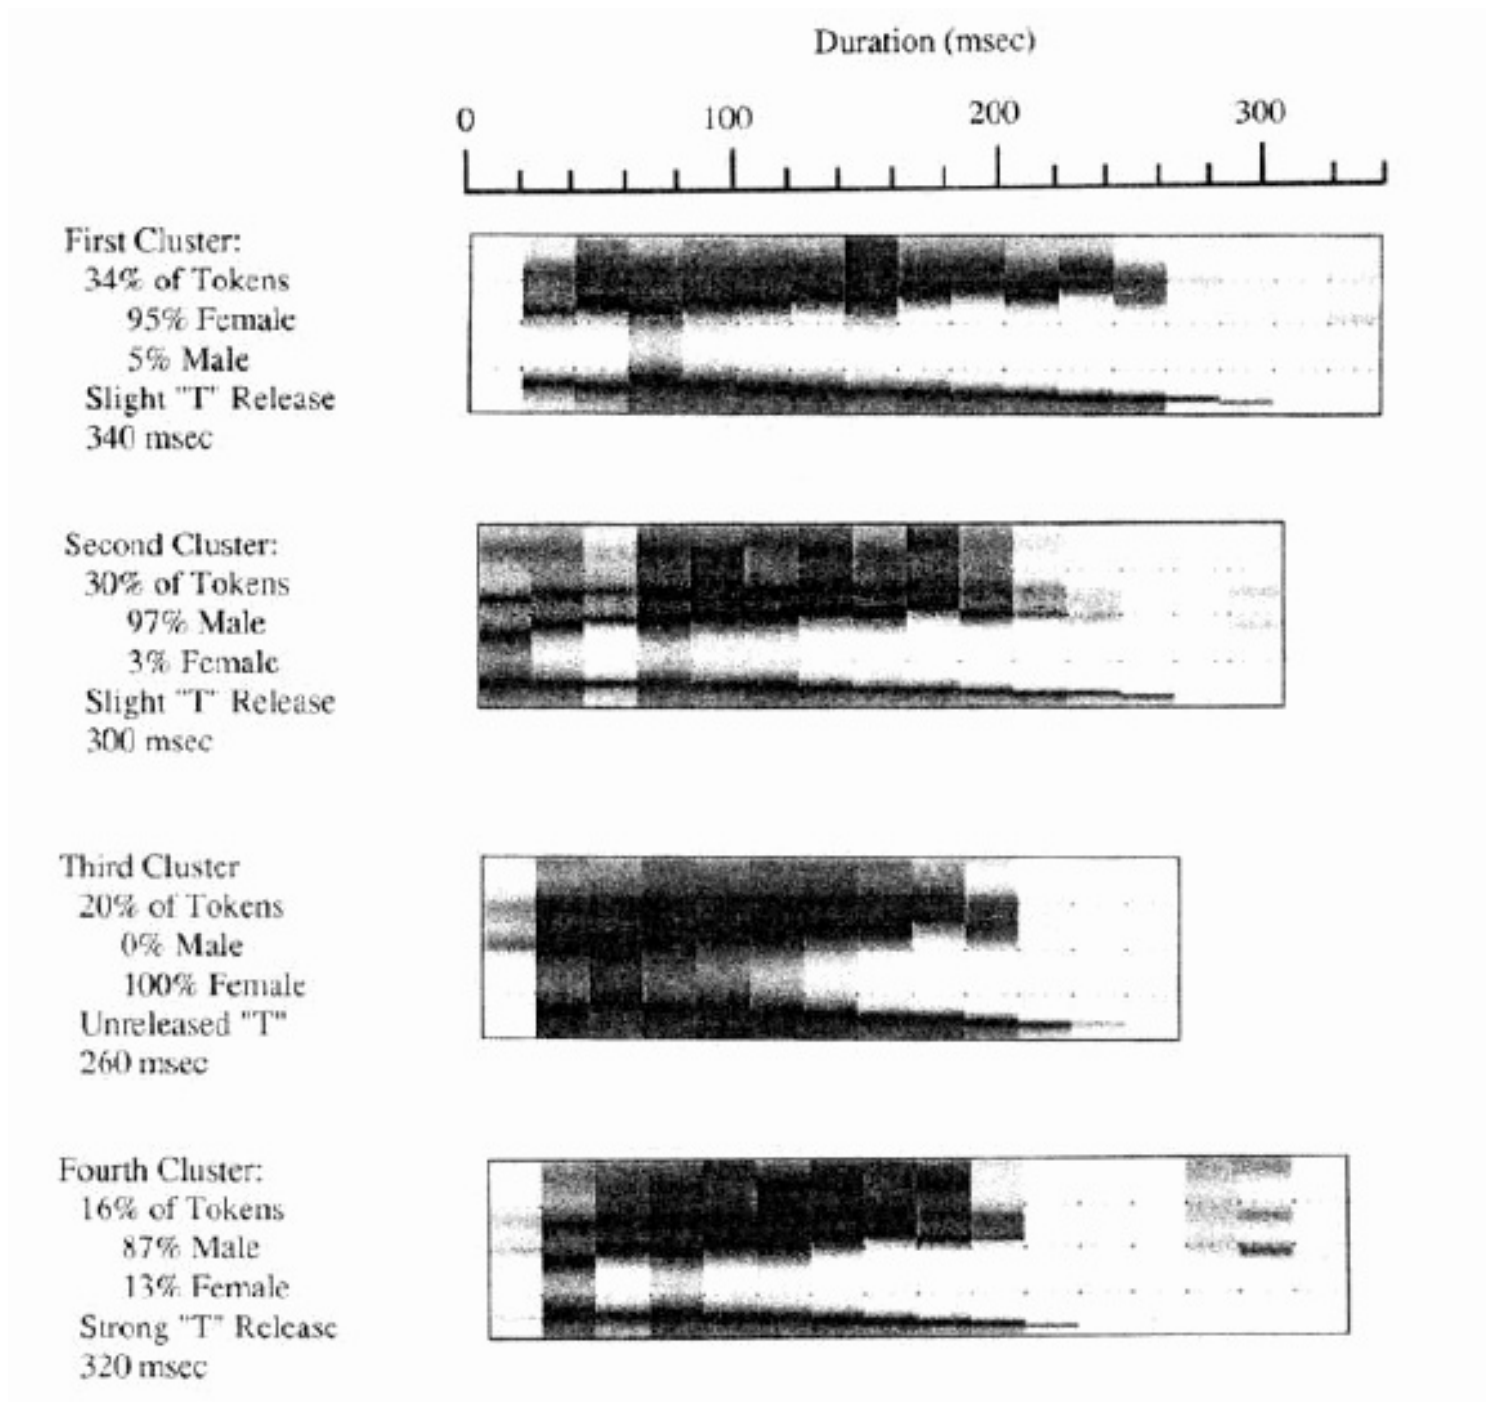 Duration (msec)
0 100 200 300
First Cluster:
34% of Tokens
95% Female
5% Male
Slight "T" Release
340 msec
Second Cluster:
30% of Tokens
97% Male
3% Female
Slight "T" Release
300 msec
Third Cluster
20% of Tokens
0% Male
100% Female
Unreleased "T"
260 msec
Fourth Cluster:
16% of Tokens
87% Male
13% Female
Strong "T" Release
320 msec